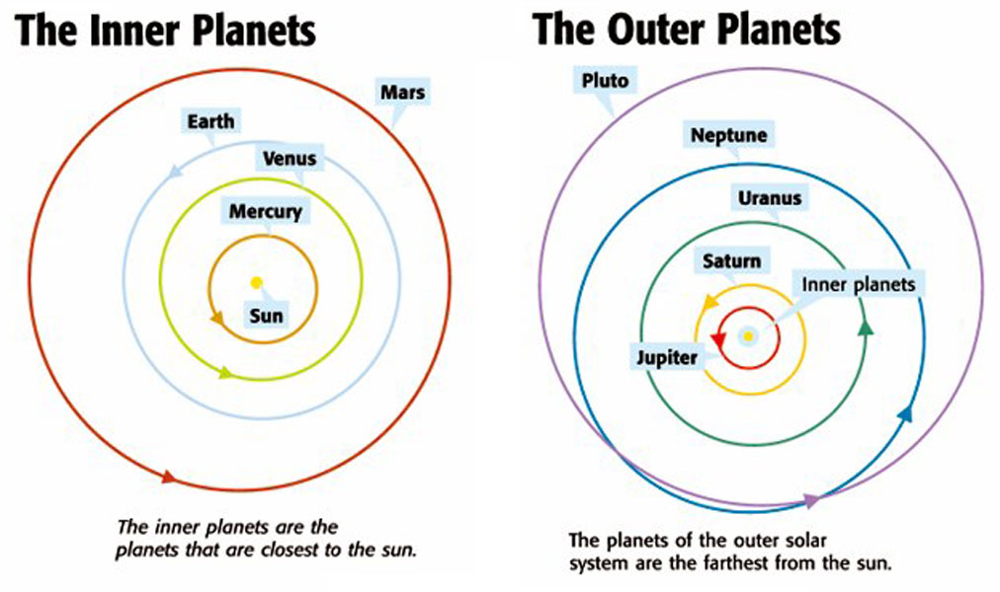 The Inner Planets
Mars
Earth
Venus
Mercury
Sun
The inner planets are the
planets that are closest to the sun.
The Outer Planets
Pluto
Neptune
Uranus
Saturn
Inner planets
Jupiter
The planets of the outer solar
system are the farthest from the sun.